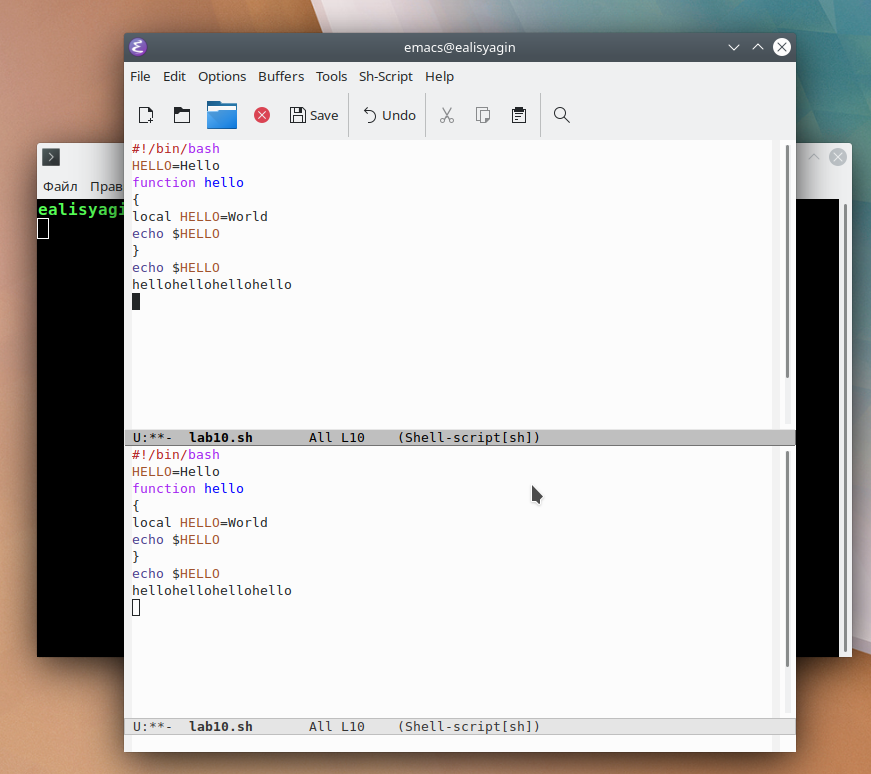 emacs@ealisyagin
File Edit Options Buffers Tools Sh-Script Help
Save Undo
#!/bin/bash
HELLO=Hello
function hello
{
local HELLO=World
echo $HELLO
}
echo $HELLO
hellohellohellohello
U:**- lab10.sh All L10 (Shell-script[sh])
#!/bin/bash
HELLO=Hello
function hello
{
local HELLO=World
echo $HELLO
}
echo $HELLO
hellohellohellohello
U:**- lab10.sh All L10 (Shell-script[sh])
Файл Прав
ealisyagi